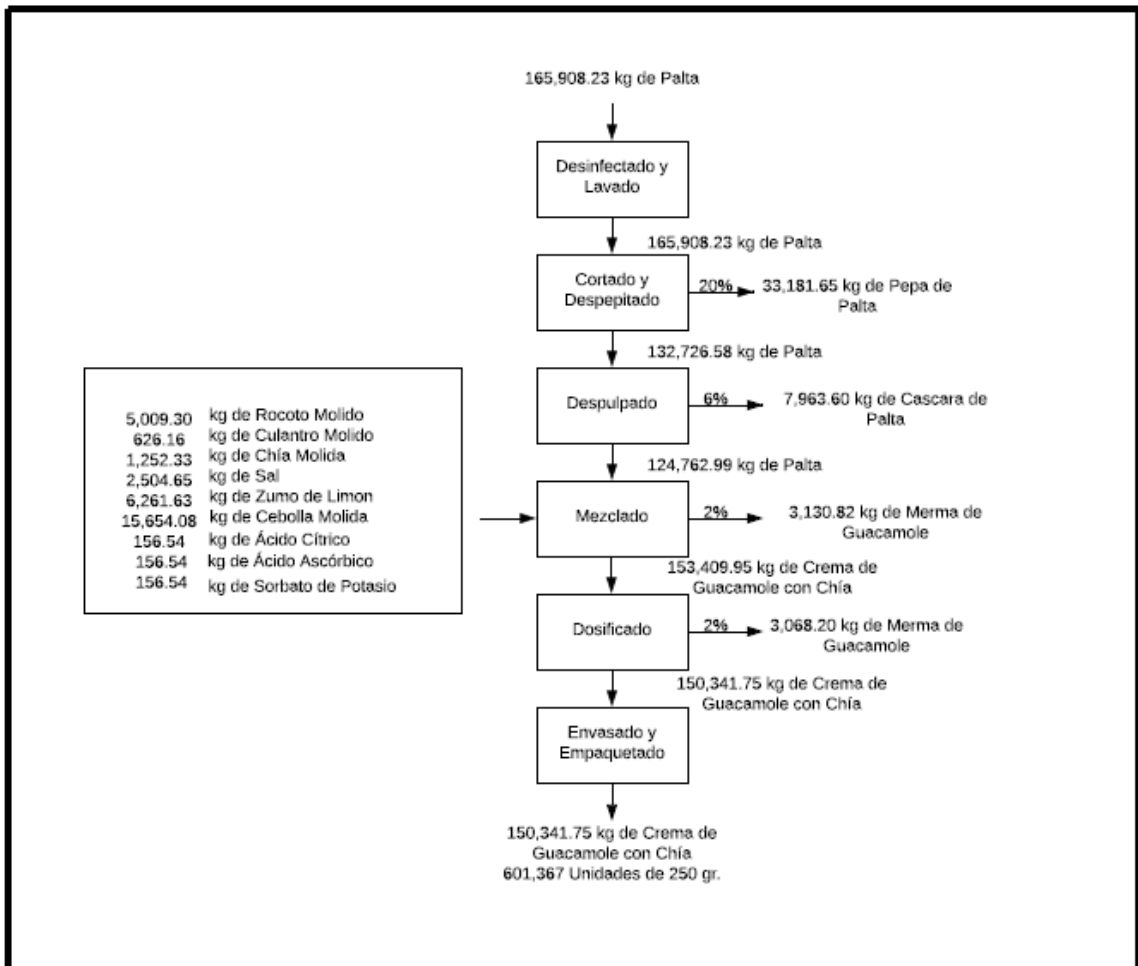 165,908.23 kg de Palta
Desinfectado y
Lavado
165,908.23 kg de Palta
Cortado y
Despepitado
20%
33,181.65 kg de Pepa de
Palta
132,726.58 kg de Palta
Despulpado
6%
7,963.60 kg de Cascara de
Palta
124,762.99 kg de Palta
5,009.30 kg de Rocoto Molido
626.16 kg de Culantro Molido
1,252.33 kg de Chía Molida
2,504.65 kg de Sal
6,261.63 kg de Zumo de Limon
15,654.08 kg de Cebolla Molida
156.54 kg de Ácido Cítrico
156.54 kg de Ácido Ascórbico
156.54 kg de Sorbato de Potasio
Mezclado
2%
3,130.82 kg de Merma de
Guacamole
153,409.95 kg de Crema de
Guacamole con Chía
Dosificado
2%
3,068.20 kg de Merma de
Guacamole
150,341.75 kg de Crema de
Guacamole con Chía
Envasado y
Empaquetado
150,341.75 kg de Crema de
Guacamole con Chía
601,367 Unidades de 250 gr.